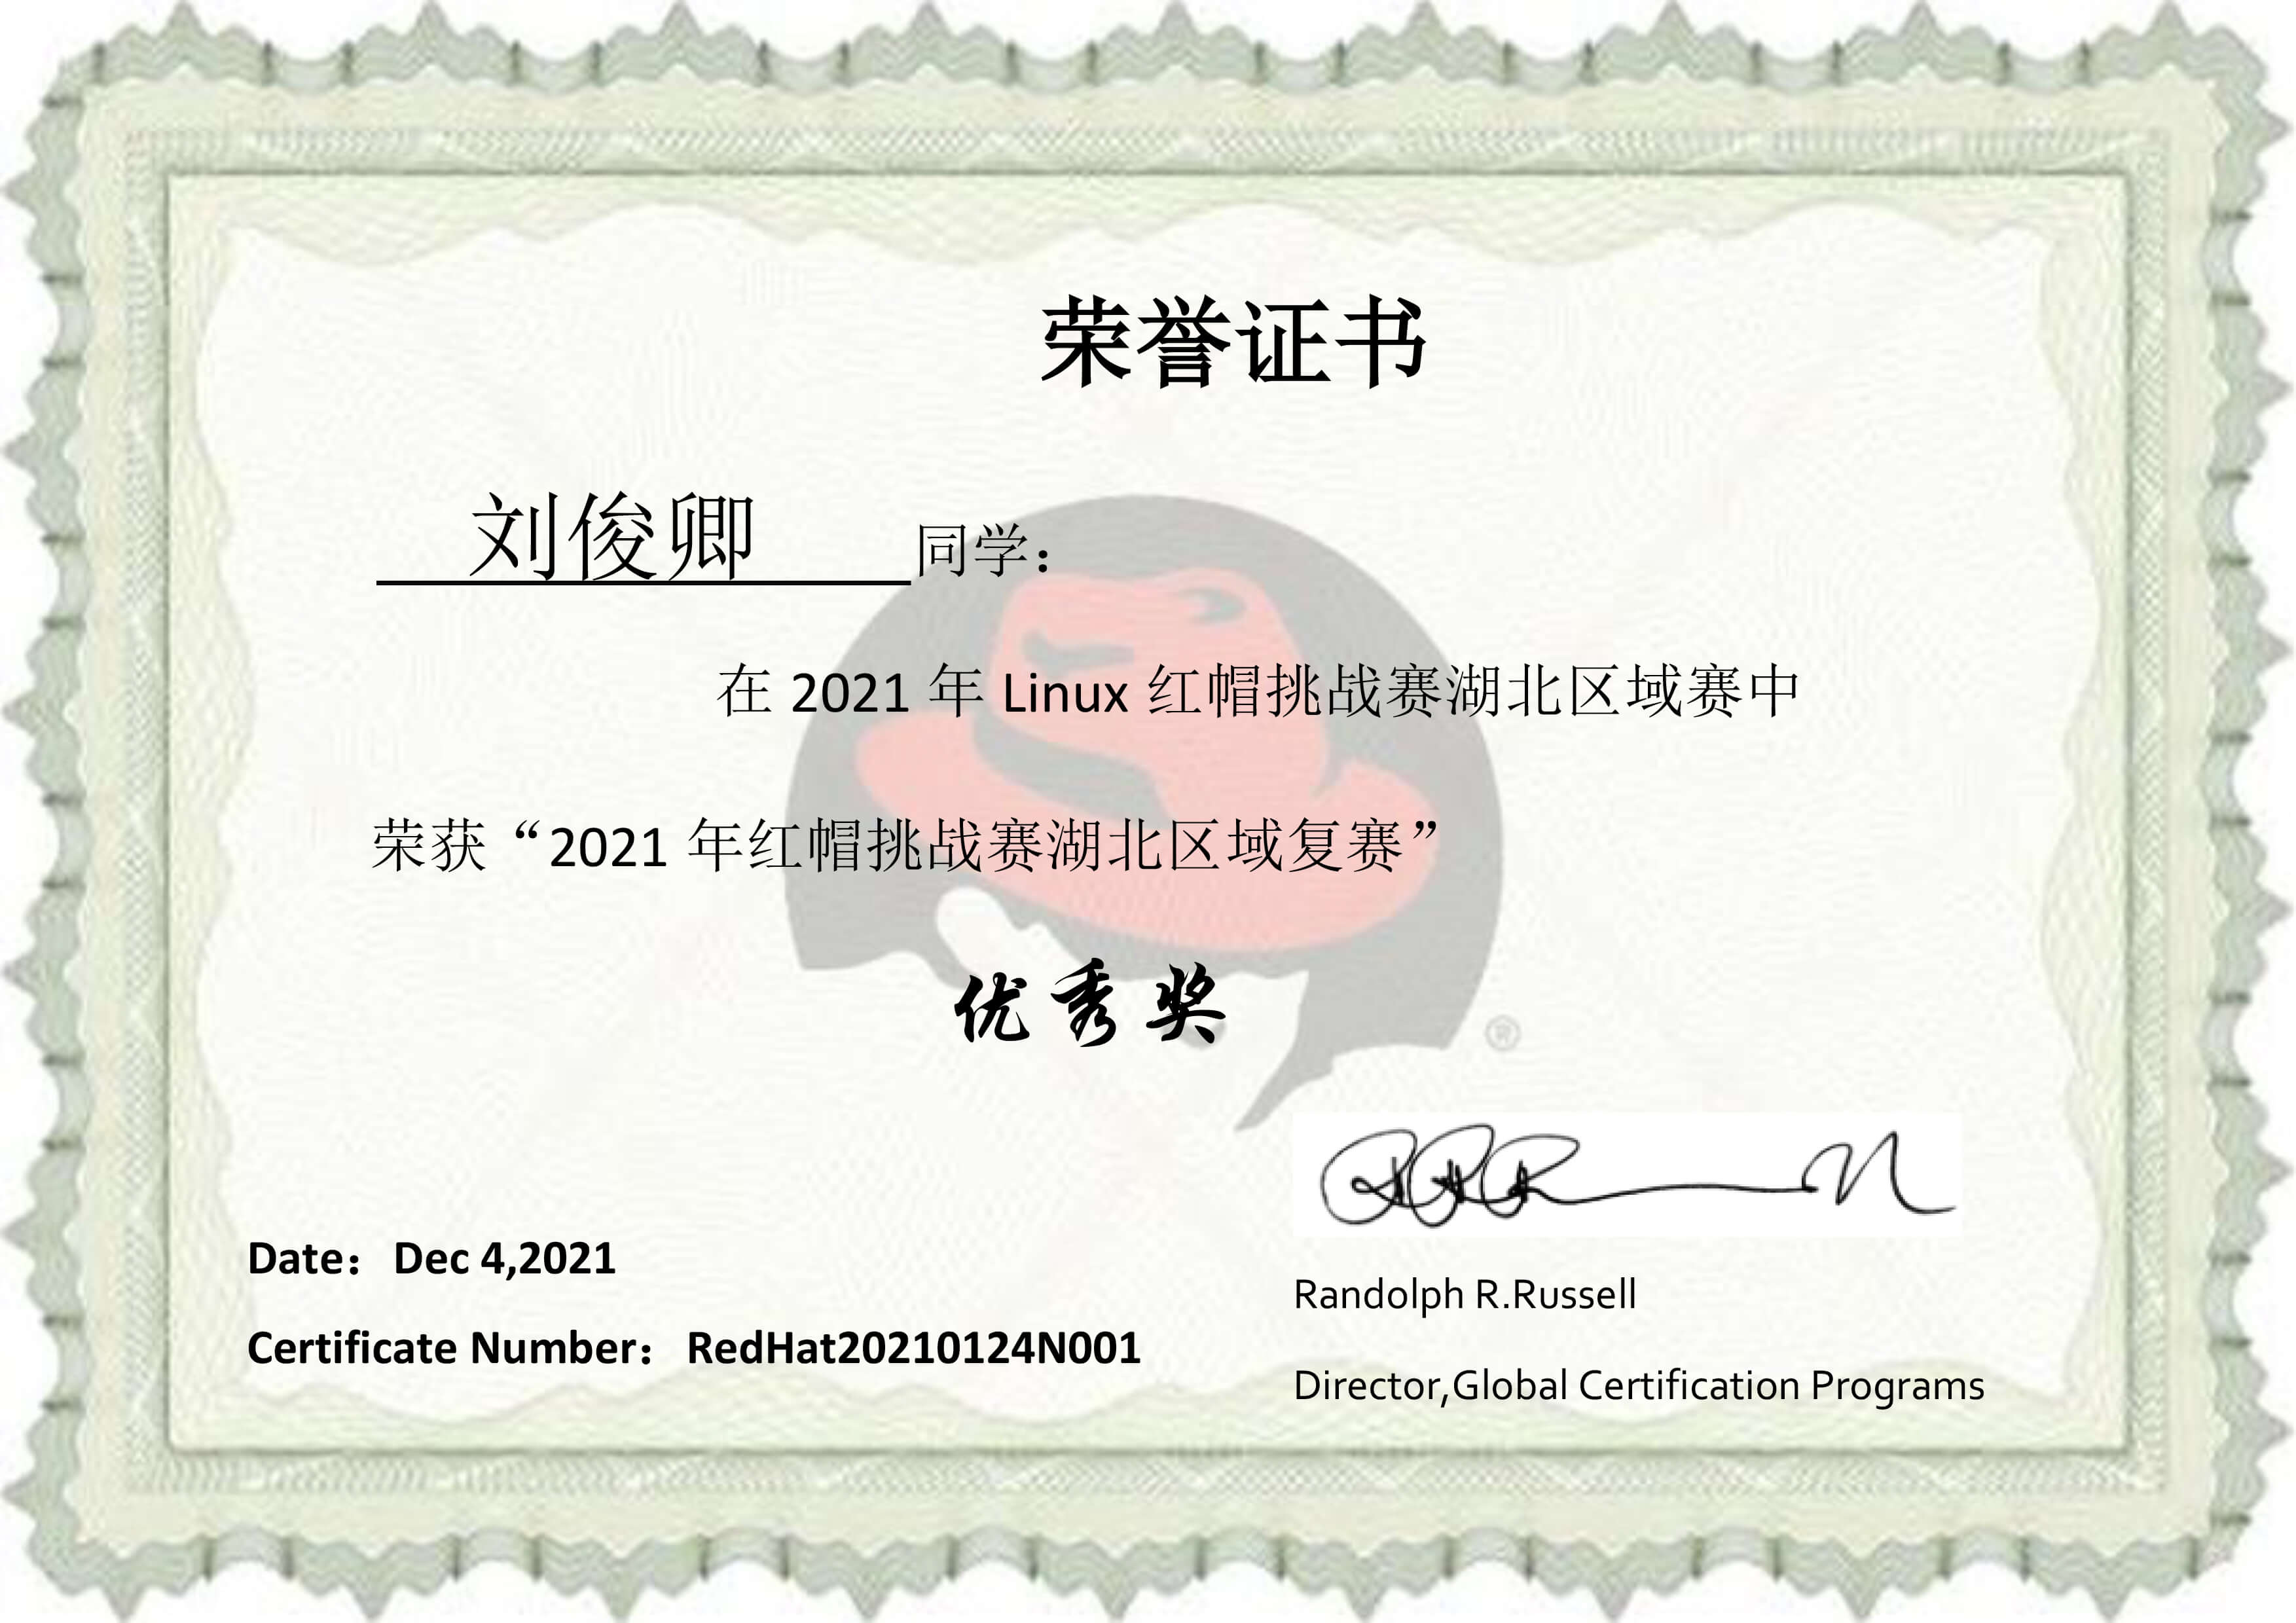 荣誉证书
刘俊卿 同学：
在 2021 年 Linux 红帽挑战赛湖北区域赛中
荣获“2021 年红帽挑战赛湖北区域复赛”
优秀奖
®
Date： Dec 4,2021
Certificate Number： RedHat20210124N001
Randolph R.Russell
Director,Global Certification Programs